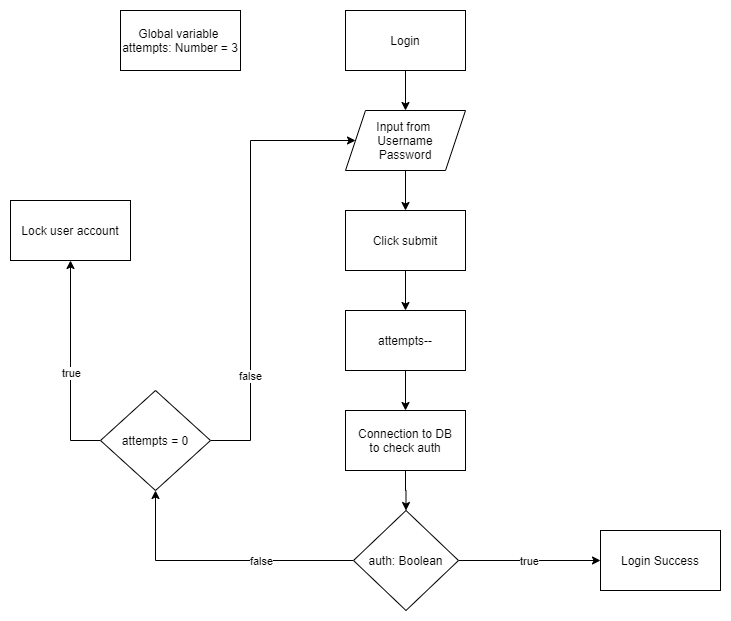 Global variable
attempts: Number = 3
Login
Input from
Username
Password
Lock user account
Click submit
attempts--
true
false
attempts = 0
Connection to DB
to check auth
false
auth: Boolean
true
Login Success